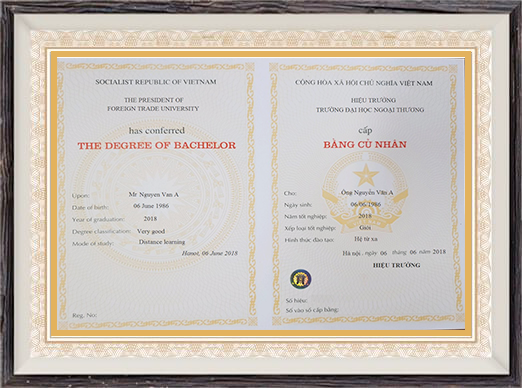 SOCIALIST REPUBLIC OF VIETNAM
THE PRESIDENT OF
FOREIGN TRADE UNIVERSITY
has conferred
THE DEGREE OF BACHELOR
Upon: Mr Nguyen Van A
Date of birth: 06 June 1986
Year of graduation: 2018
Degree classification: Very good
Mode of study: Distance learning
Hanoi, 06 June 2018
Reg. No:
CỘNG HÒA XÃ HỘI CHỦ NGHĨA VIỆT NAM
HIỆU TRƯỞNG
TRƯỜNG ĐẠI HỌC NGOẠI THƯƠNG
cấp
BẰNG CỬ NHÂN
Cho: Ông Nguyễn Văn A
Ngày sinh: 06/06/1986
Năm tốt nghiệp: 2018
Xếp loại tốt nghiệp: Giỏi
Hình thức đào tạo: Hệ từ xa
Hà nội, ngày 06 tháng 06 năm 2018
HIỆU TRƯỞNG
Số hiệu:
Số vào sổ cấp bằng: